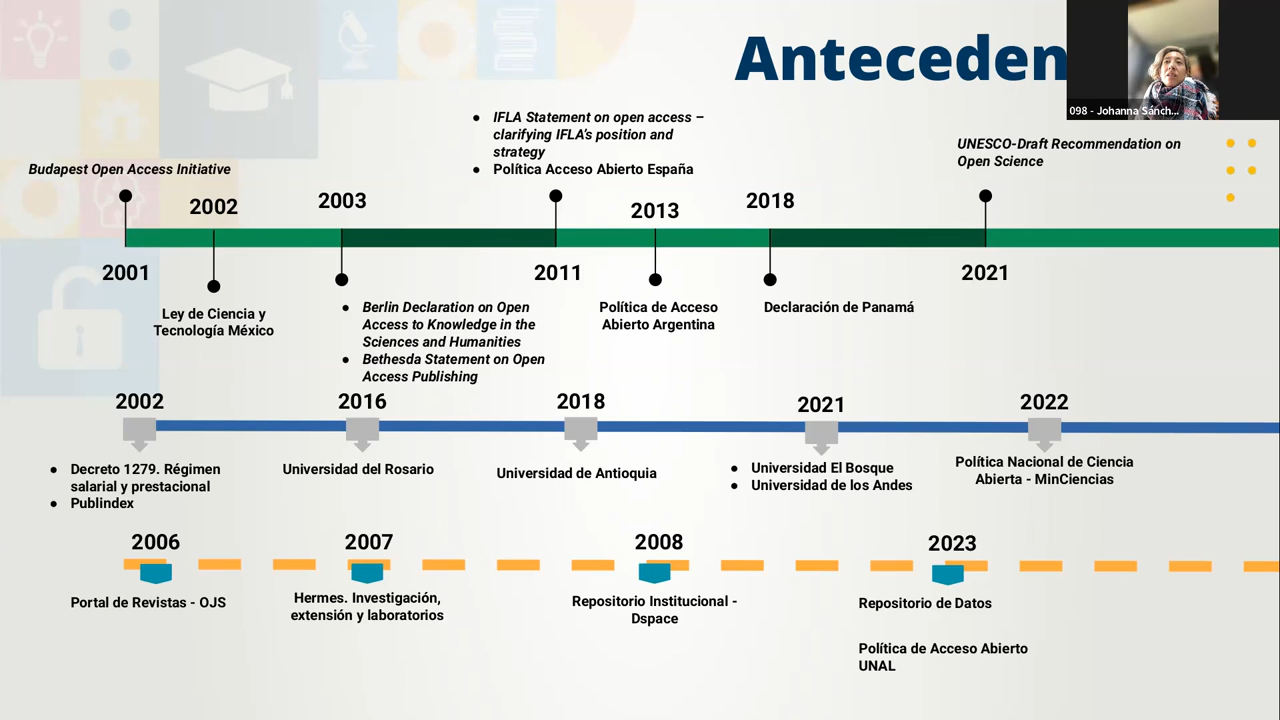 Anteceden
098 - Johanna Sánch...
● IFLA Statement on open access –
clarifying IFLA's position and
strategy
● Política Acceso Abierto España
Budapest Open Access Initiative
UNESCO-Draft Recommendation on
Open Science
2002
2003
2013
2018
2001
2011
2021
Ley de Ciencia y
Tecnología México
● Berlin Declaration on Open
Access to Knowledge in the
Sciences and Humanities
● Bethesda Statement on Open
Access Publishing
Política de Acceso
Abierto Argentina
Declaración de Panamá
2002
2016
2018
2021
2022
● Decreto 1279. Régimen
salarial y prestacional
● Publindex
Universidad del Rosario
Universidad de Antioquia
● Universidad El Bosque
● Universidad de los Andes
Política Nacional de Ciencia
Abierta - MinCiencias
2006
2007
2008
2023
Portal de Revistas - OJS
Hermes. Investigación,
extensión y laboratorios
Repositorio Institucional -
Dspace
Repositorio de Datos
Política de Acceso Abierto
UNAL